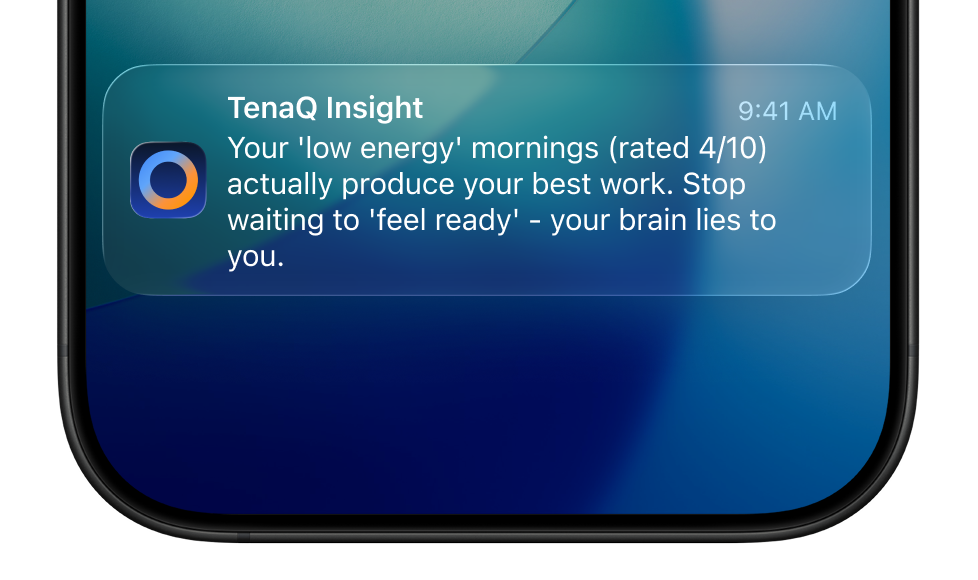 TenaQ Insight
9:41 AM
Your 'low energy' mornings (rated 4/10)
actually produce your best work. Stop
waiting to 'feel ready' - your brain lies to
you.